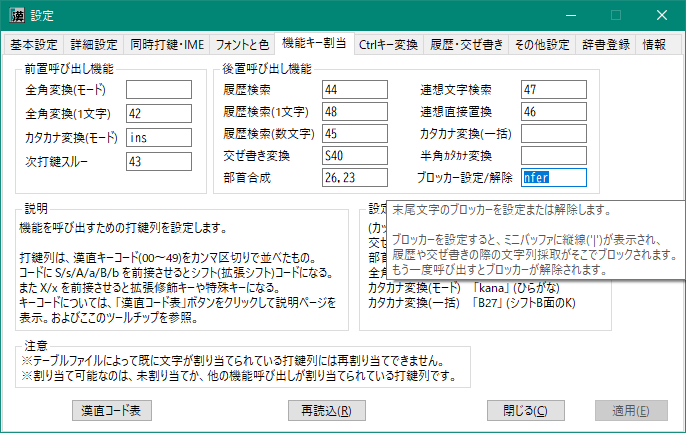 設定
基本設定 詳細設定 同時打鍵・IME フォントと色 機能キー割当 Ctrlキー変換 履歴・交ぜ書き その他設定 辞書登録 情報
前置呼び出し機能
全角変換(モード)
全角変換(1文字) 42
カタカナ変換(モード) ins
次打鍵スルー 43
後置呼び出し機能
履歴検索 44
履歴検索(1文字) 48
履歴検索(数文字) 45
交ぜ書き変換 S40
部首合成 26,23
連想文字検索 47
連想直接置換 46
カタカナ変換(一括)
半角カタカナ変換
ブロッカー設定/解除 nfer
末尾文字のブロッカーを設定または解除します。
ブロッカーを設定すると、ミニバッファに縦線('|')が表示され、
履歴や交ぜ書きの際の文字列採取がそこでブロックされます。
もう一度呼び出すとブロッカーが解除されます。
説明
機能を呼び出すための打鍵列を設定します。
打鍵列は、漢直キーコード(00～49)をカンマ区切りで並べたもの。
コードに S/s/A/a/B/b を前接させるとシフト(拡張シフト)コードになる。
また X/x を前接させると拡張修飾キーや特殊キーになる。
キーコードについては、「漢直コード表」ボタンをクリックして説明ページを
表示。およびここのツールチップを参照。
設定
(カッ
交ぜ
部首
全角
カタカナ変換(モード) 「kana」(ひらがな)
カタカナ変換(一括) 「B27」(シフトB面のK)
注意
※テーブルファイルによって既に文字が割り当てられている打鍵列には再割り当てできません。
※割り当て可能なのは、未割り当てか、他の機能呼び出しが割り当てられている打鍵列です。
漢直コード表 再読込(R) 閉じる(C) 適用(E)